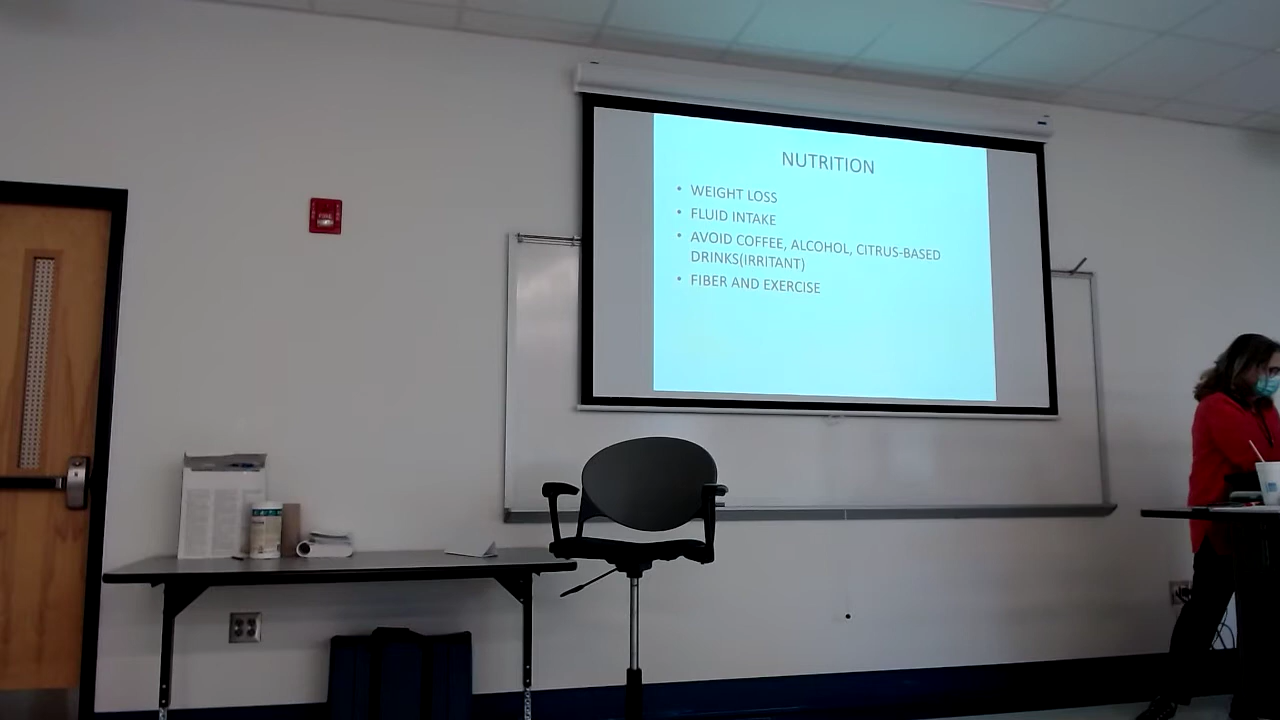 NUTRITION
• WEIGHT LOSS
• FLUID INTAKE
• AVOID COFFEE, ALCOHOL, CITRUS-BASED
DRINKS(IRRITANT)
• FIBER AND EXERCISE
FIRE